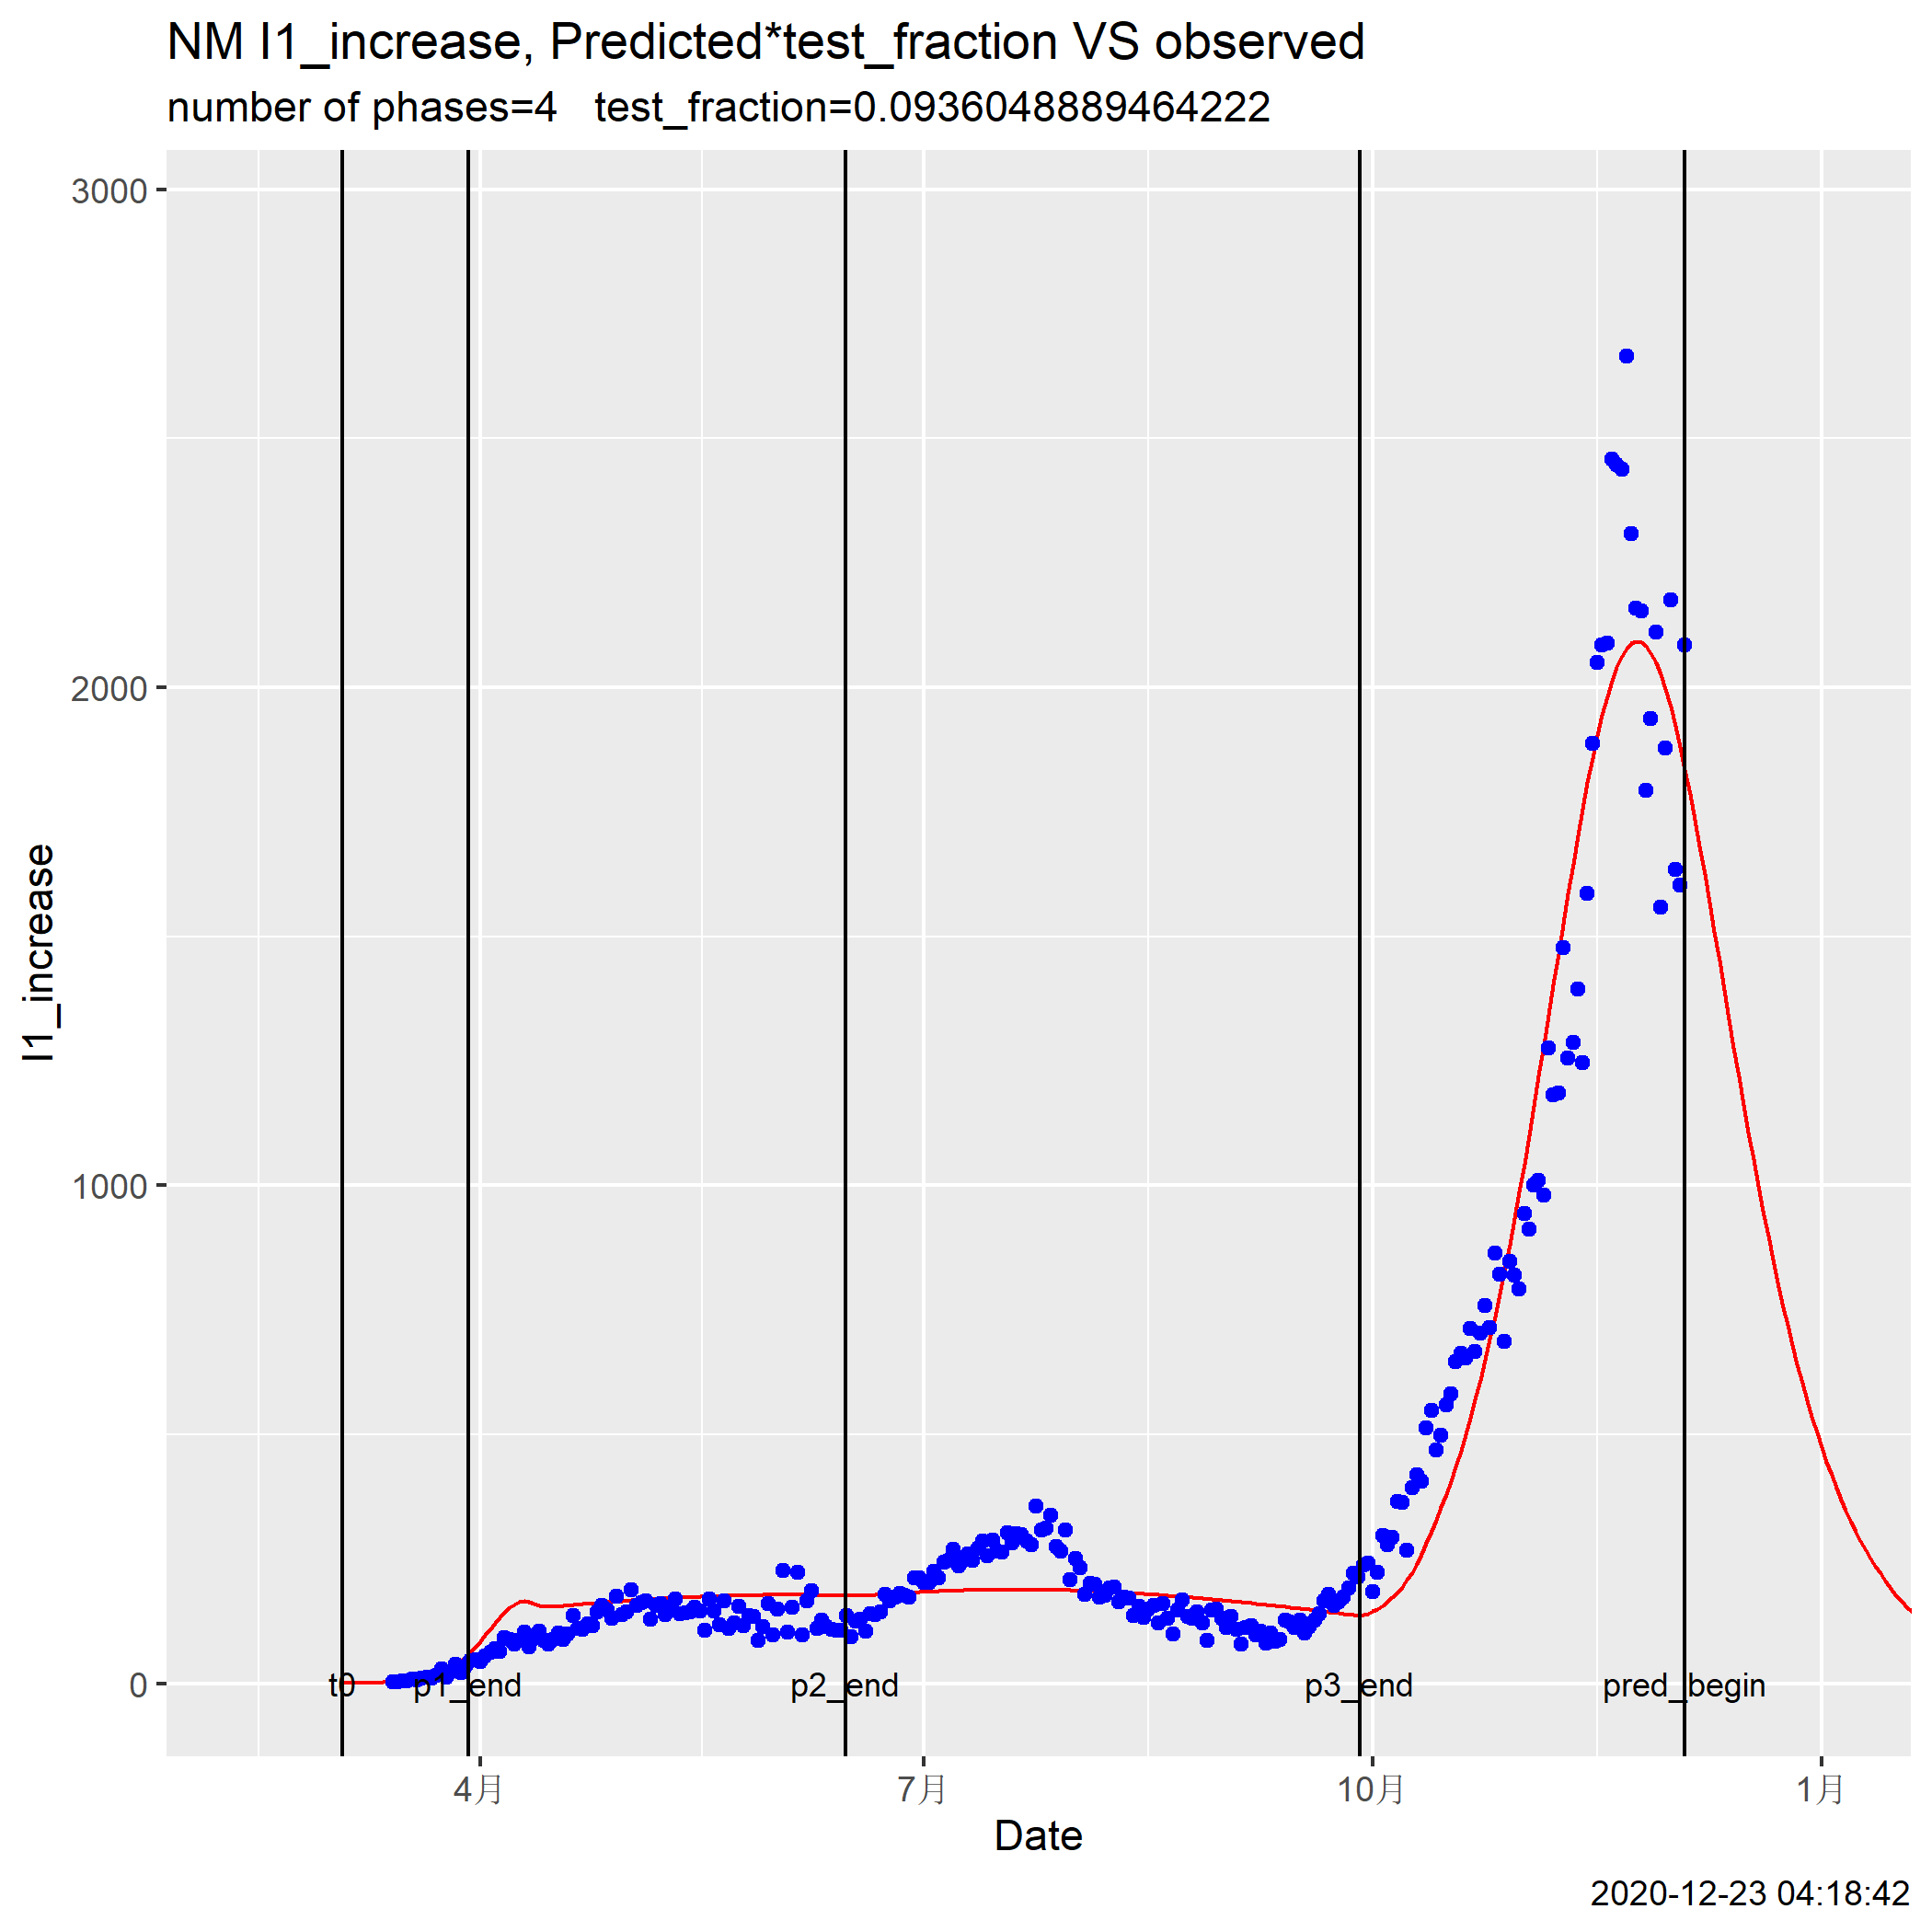 NM I1_increase, Predicted*test_fraction VS observed
number of phases=4   test_fraction=0.0936048889464222
3000
2000
1000
0
I1_increase
t0 p1_end p2_end p3_end pred_begin
4月 7月 10月 1月
Date
2020-12-23 04:18:42